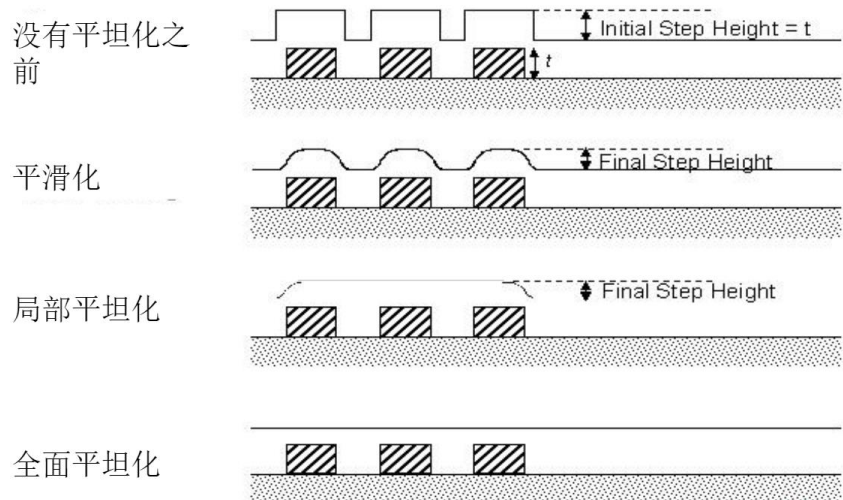 没有平坦化之
前
Initial Step Height = t
t
平滑化
Final Step Height
局部平坦化
Final Step Height
全面平坦化